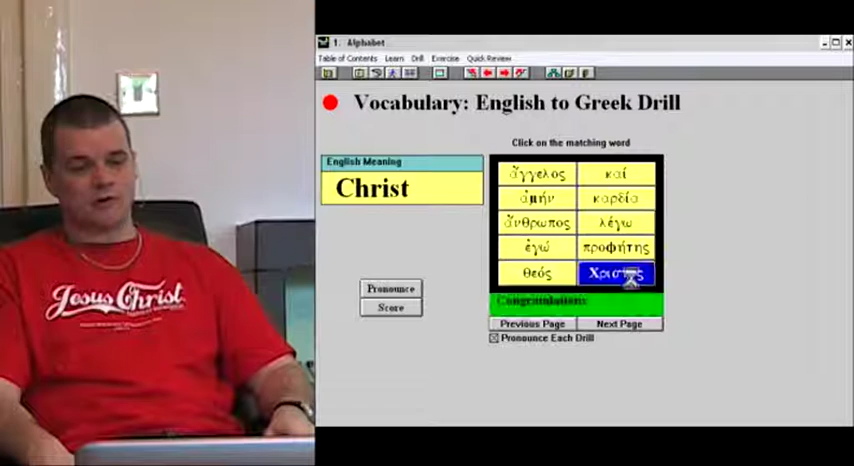 Jesus Christ
1. Alphabet
Table of Contents Learn Drill Exercise Quick Review
Vocabulary: English to Greek Drill
Click on the matching word
English Meaning
Christ
ἄγγελος καί
ἀμήν καρδία
ἄνθρωπος λέγω
ἐγώ προφήτης
θεός
Pronounce
Score
Congratulations
Previous Page Next Page
Pronounce Each Drill